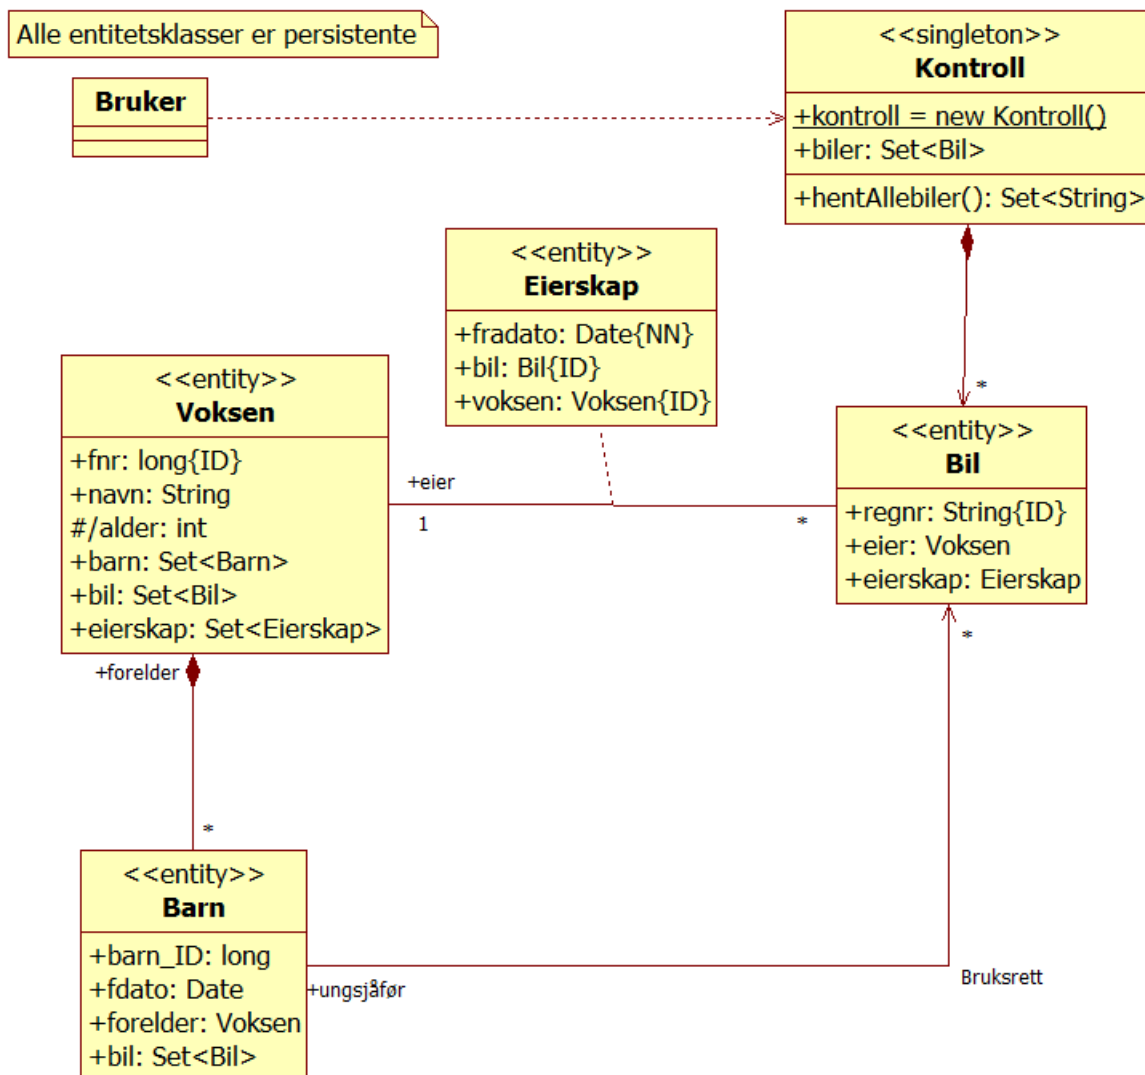 Alle entitetsklasser er persistente
Bruker
<<singleton>>
Kontroll
+kontroll = new Kontroll()
+biler: Set<Bil>
+hentAllebiler(): Set<String>
<<entity>>
Eierskap
+fradato: Date{NN}
+bil: Bil{ID}
+voksen: Voksen{ID}
<<entity>>
Voksen
+fnr: long{ID}
+navn: String
#/alder: int
+barn: Set<Barn>
+bil: Set<Bil>
+eierskap: Set<Eierskap>
+eier
1
*
*
<<entity>>
Bil
+regnr: String{ID}
+eier: Voksen
+eierskap: Eierskap
*
+forelder
*
<<entity>>
Barn
+barn_ID: long
+fdato: Date
+forelder: Voksen
+bil: Set<Bil>
+ungsjåfør
Bruksrett